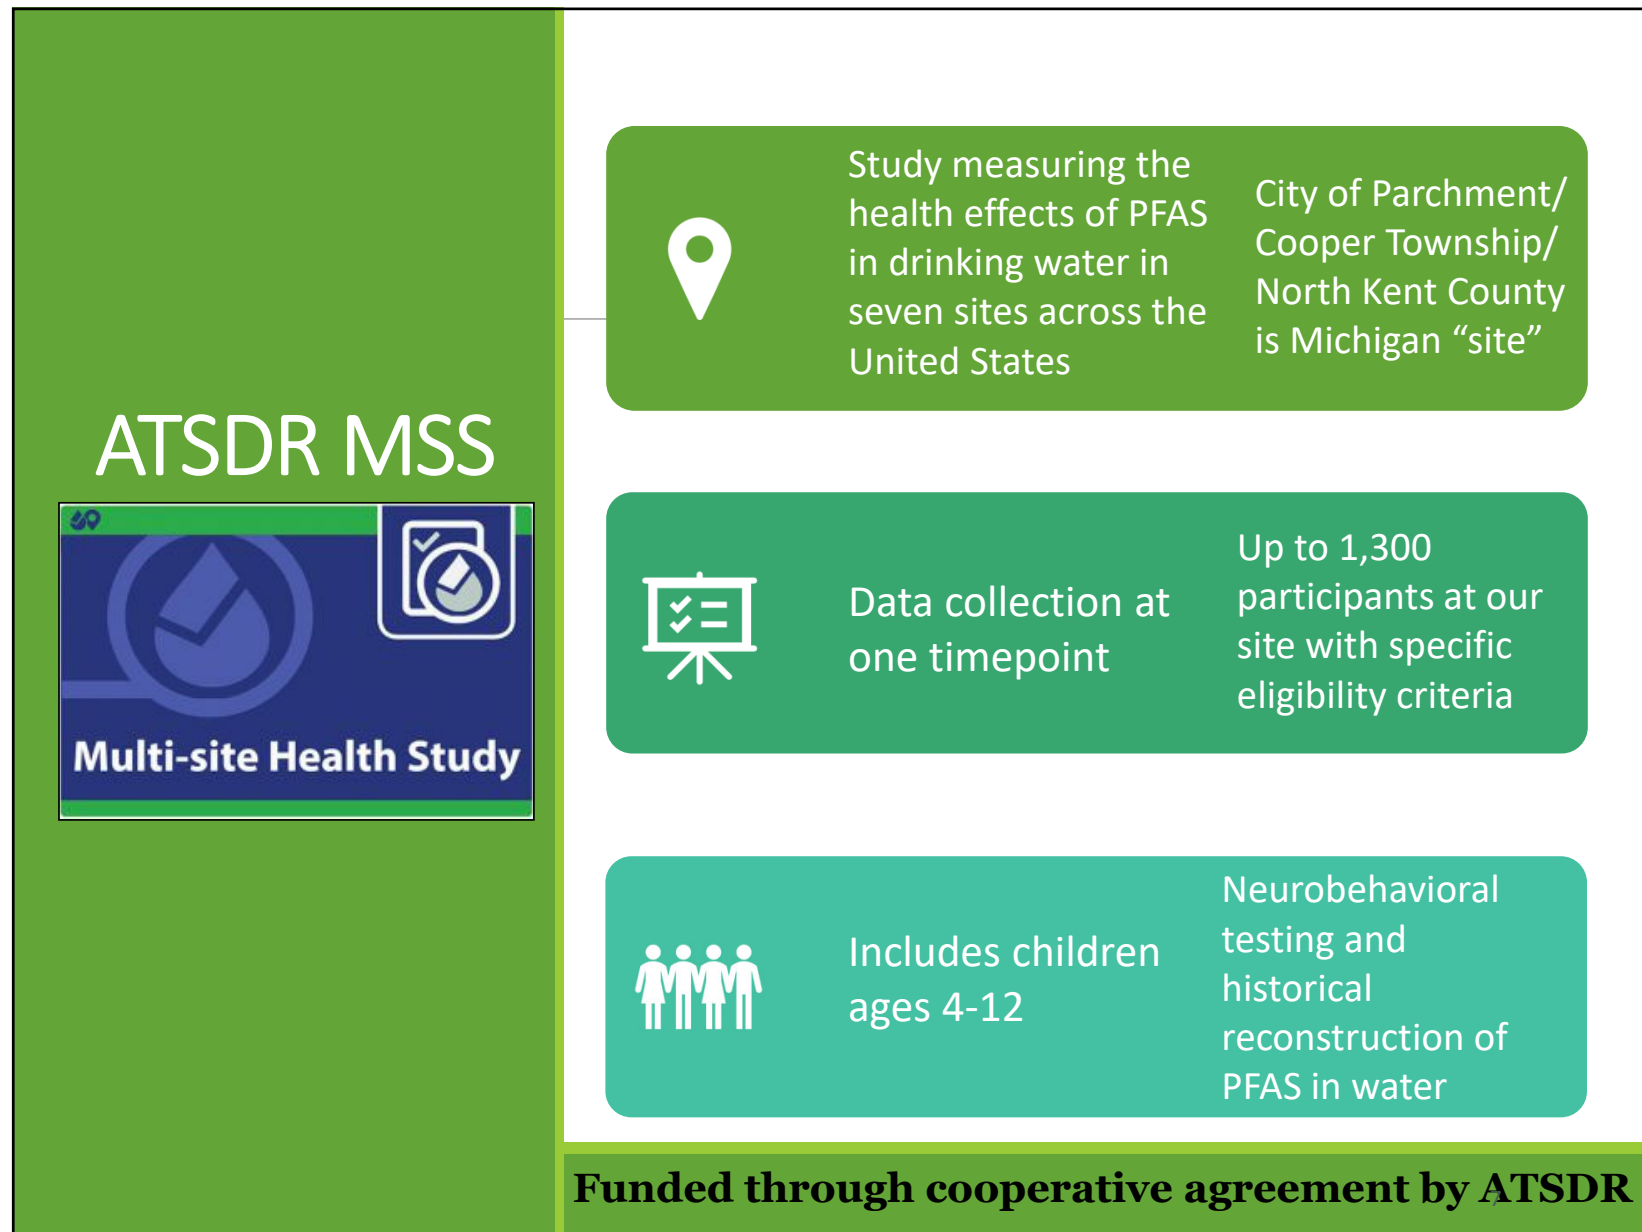 ATSDR MSS
Multi-site Health Study
Study measuring the
health effects of PFAS
in drinking water in
seven sites across the
United States
City of Parchment/
Cooper Township/
North Kent County
is Michigan “site”
Data collection at
one timepoint
Up to 1,300
participants at our
site with specific
eligibility criteria
Includes children
ages 4-12
Neurobehavioral
testing and
historical
reconstruction of
PFAS in water
Funded through cooperative agreement by ATSDR